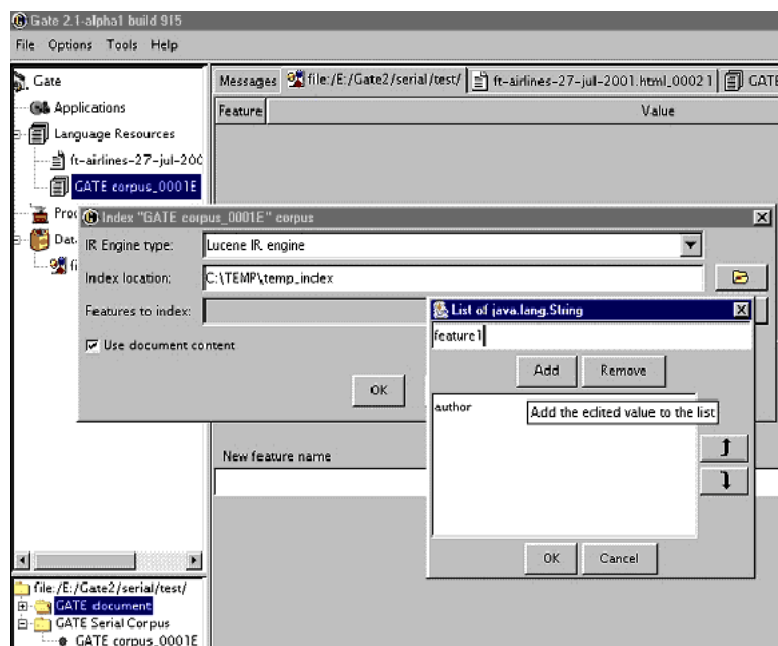 Gate 2.1-alpha1 build 915
File Options Tools Help
Gate
Applications
Language Resources
ft-airlines-27-jul-200
GATE corpus_0001E
Messages file:/E:/Gate2/serial/test/ ft-airlines-27-jul-2001.html_00021 GATE
Feature Value
Index "GATE corpus_0001E" corpus
IR Engine type: Lucene IR engine
Index location: C:\TEMP\temp_index
Features to index:
Use document content
OK
List of java.lang.String
feature1
Add Remove
author
Add the edited value to the list
OK Cancel
New feature name
file:/E:/Gate2/serial/test/
GATE document
GATE Serial Corpus
GATE corpus_0001E